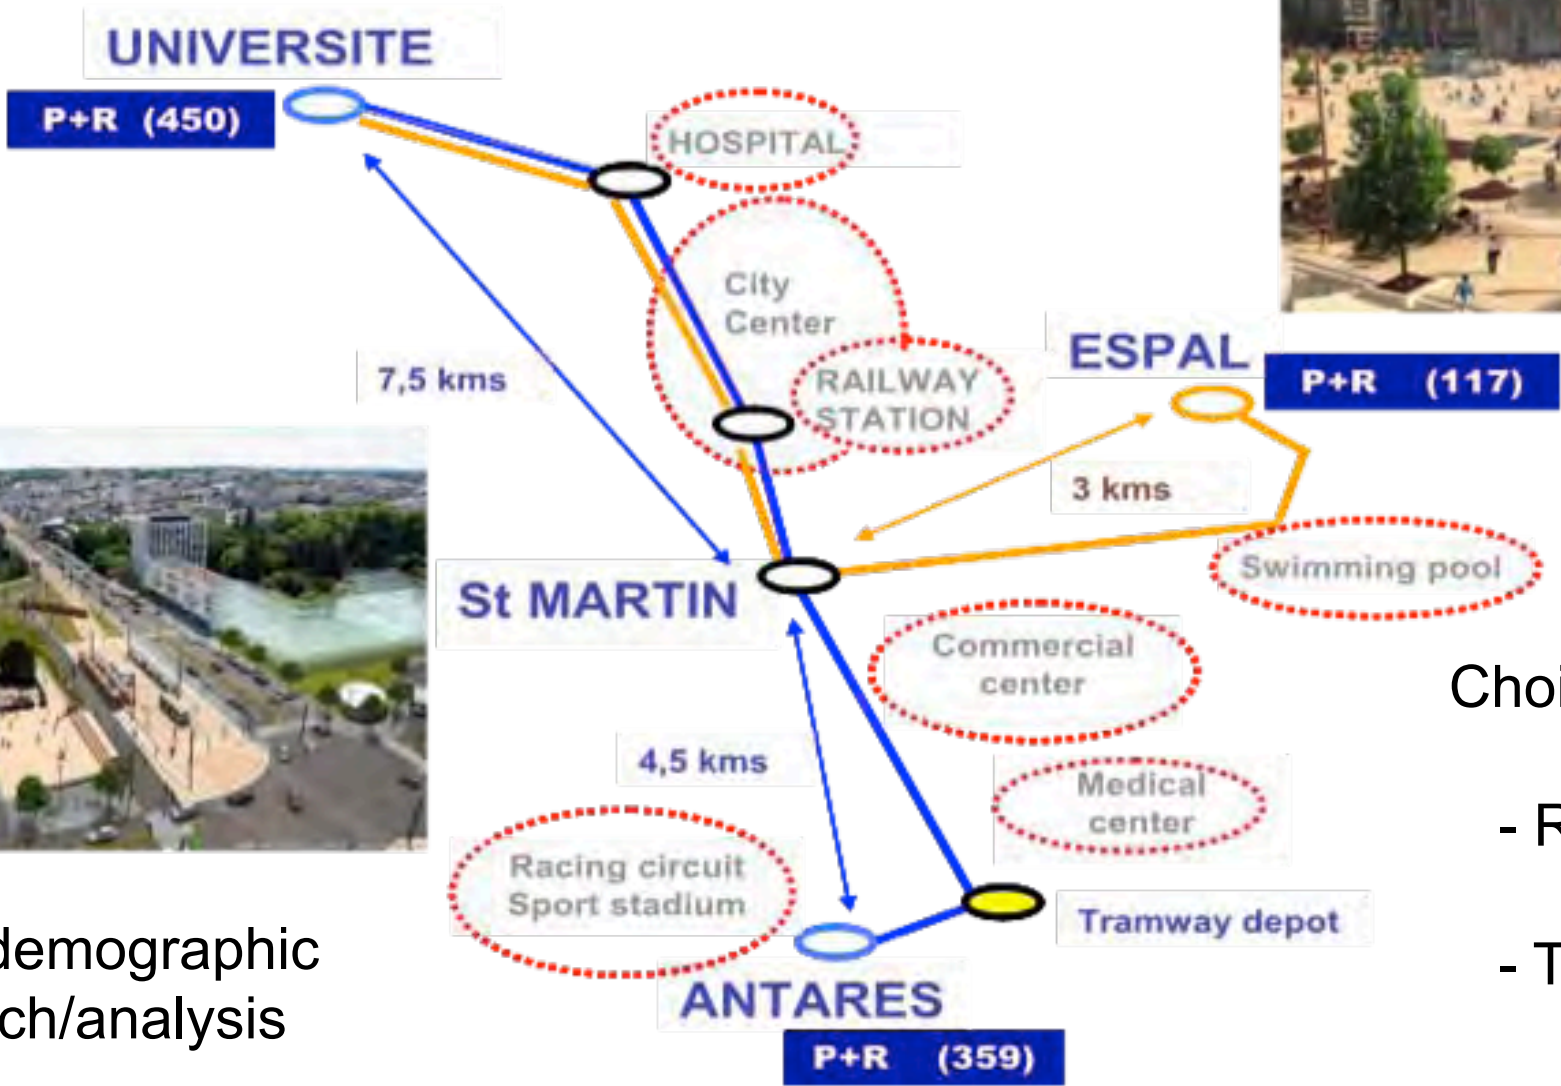 UNIVERSITE
P+R (450)
HOSPITAL
City
Center
RAILWAY
STATION
7,5 kms
ESPAL
P+R (117)
3 kms
Swimming pool
St MARTIN
Commercial
center
4,5 kms
Medical
center
Racing circuit
Sport stadium
Tramway depot
ANTARES
P+R (359)
Choi
- R
- T
demographic
ch/analysis